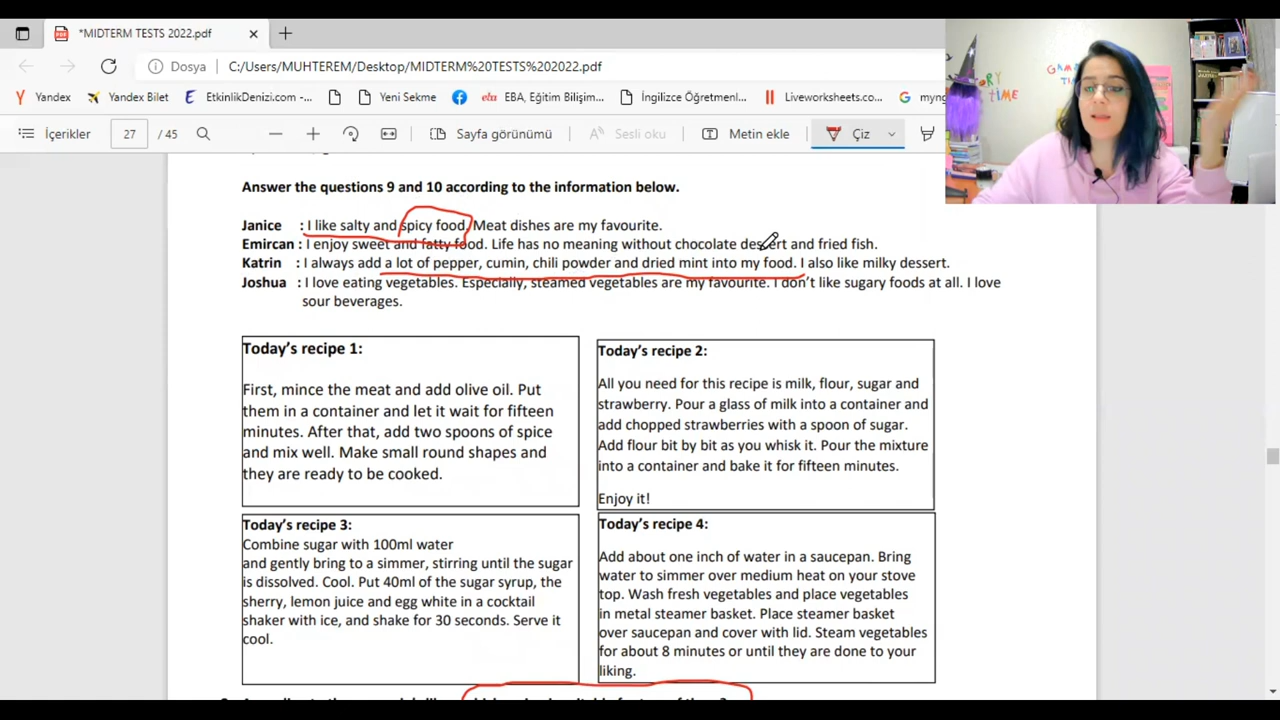 *MIDTERM TESTS 2022.pdf
Dosya
C:/Users/MUHTEREM/Desktop/MIDTERM%20TESTS%202022.pdf
Yandex
Yandex Bilet
EtkinlikDenizi.com -...
Yeni Sekme
EBA, Eğitim Bilişim...
İngilizce Öğretmenl...
Liveworksheets.co...
myng
İçerikler
27 / 45
Sayfa görünümü
Sesli oku
Metin ekle
Çiz
TIME
Answer the questions 9 and 10 according to the information below.
Janice : I like salty and spicy food. Meat dishes are my favourite.
Emircan : I enjoy sweet and fatty food. Life has no meaning without chocolate dessert and fried fish.
Katrin : I always add a lot of pepper, cumin, chili powder and dried mint into my food. I also like milky dessert.
Joshua : I love eating vegetables. Especially, steamed vegetables are my favourite. I don't like sugary foods at all. I love
sour beverages.
Today's recipe 1:
First, mince the meat and add olive oil. Put
them in a container and let it wait for fifteen
minutes. After that, add two spoons of spice
and mix well. Make small round shapes and
they are ready to be cooked.
Today's recipe 2:
All you need for this recipe is milk, flour, sugar and
strawberry. Pour a glass of milk into a container and
add chopped strawberries with a spoon of sugar.
Add flour bit by bit as you whisk it. Pour the mixture
into a container and bake it for fifteen minutes.
Enjoy it!
Today's recipe 3:
Combine sugar with 100ml water
and gently bring to a simmer, stirring until the sugar
is dissolved. Cool. Put 40ml of the sugar syrup, the
sherry, lemon juice and egg white in a cocktail
shaker with ice, and shake for 30 seconds. Serve it
cool.
Today's recipe 4:
Add about one inch of water in a saucepan. Bring
water to simmer over medium heat on your stove
top. Wash fresh vegetables and place vegetables
in metal steamer basket. Place steamer basket
over saucepan and cover with lid. Steam vegetables
for about 8 minutes or until they are done to your
liking.